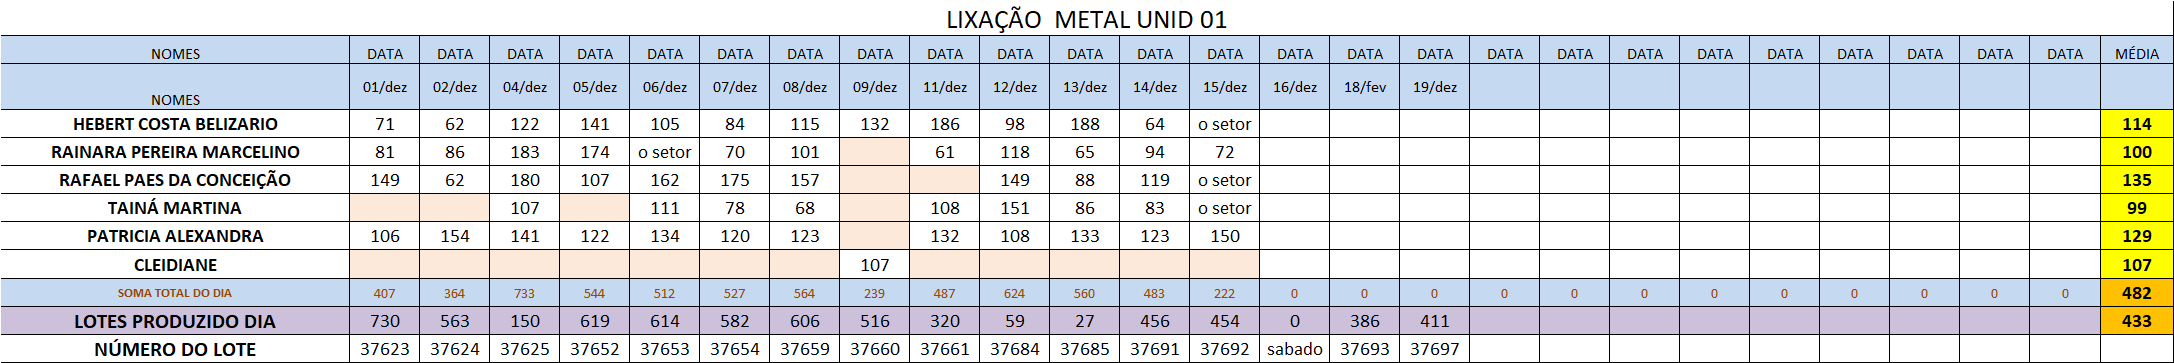 LIXAÇÃO METAL UNID 01
NOMES DATA DATA DATA DATA DATA DATA DATA DATA DATA DATA DATA DATA DATA DATA DATA DATA DATA DATA DATA DATA DATA DATA DATA DATA DATA MÉDIA
NOMES 01/dez 02/dez 04/dez 05/dez 06/dez 07/dez 08/dez 09/dez 11/dez 12/dez 13/dez 14/dez 15/dez 16/dez 18/fev 19/dez
HEBERT COSTA BELIZARIO 71 62 122 141 105 84 115 132 186 98 188 64 o setor 114
RAINARA PEREIRA MARCELINO 81 86 183 174 o setor 70 101 61 118 65 94 72 100
RAFAEL PAES DA CONCEIÇÃO 149 62 180 107 162 175 157 149 88 119 o setor 135
TAINÁ MARTINA 107 111 78 68 108 151 86 83 o setor 99
PATRICIA ALEXANDRA 106 154 141 122 134 120 123 132 108 133 123 150 129
CLEIDIANE 107 107
SOMA TOTAL DO DIA 407 364 733 544 512 527 564 239 487 624 560 483 222 0 0 0 0 0 0 0 0 0 0 0 0 482
LOTES PRODUZIDO DIA 730 563 150 619 614 582 606 516 320 59 27 456 454 0 386 411 433
NÚMERO DO LOTE 37623 37624 37625 37652 37653 37654 37659 37660 37661 37684 37685 37691 37692 sabado 37693 37697